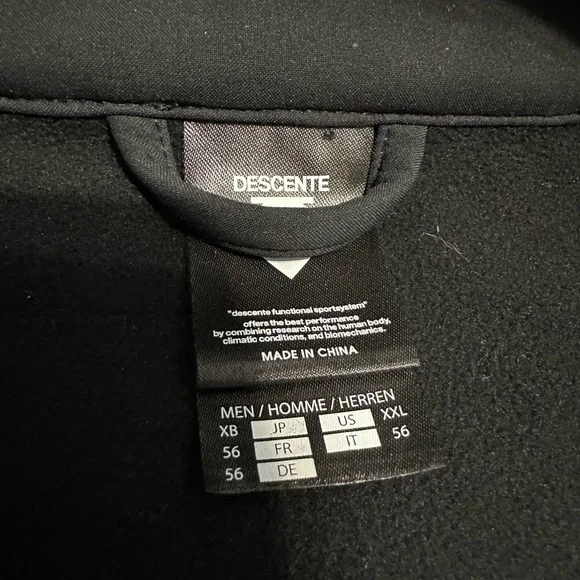 DESCENTE
"descente functional sportsystem"
offers the best performance
by combining research on the human body,
climatic conditions, and biomechanics.
MADE IN CHINA
MEN / HOMME / HERREN
XB JP US XXL
56 FR IT 56
56 DE